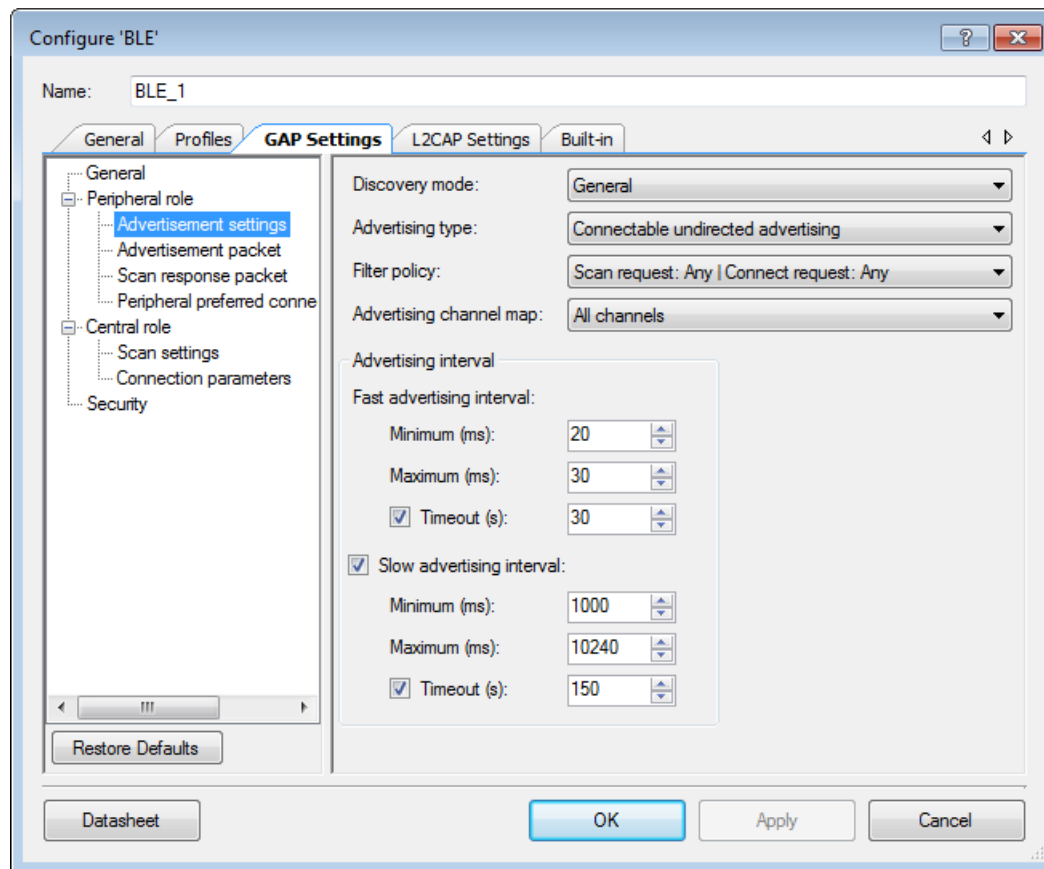 Configure 'BLE'
Name: BLE_1
General Profiles GAP Settings L2CAP Settings Built-in
General
Peripheral role
Advertisement settings
Advertisement packet
Scan response packet
Peripheral preferred conne
Central role
Scan settings
Connection parameters
Security
Restore Defaults
Discovery mode: General
Advertising type: Connectable undirected advertising
Filter policy: Scan request: Any | Connect request: Any
Advertising channel map: All channels
Advertising interval
Fast advertising interval:
Minimum (ms): 20
Maximum (ms): 30
Timeout (s): 30
Slow advertising interval:
Minimum (ms): 1000
Maximum (ms): 10240
Timeout (s): 150
Datasheet OK Apply Cancel